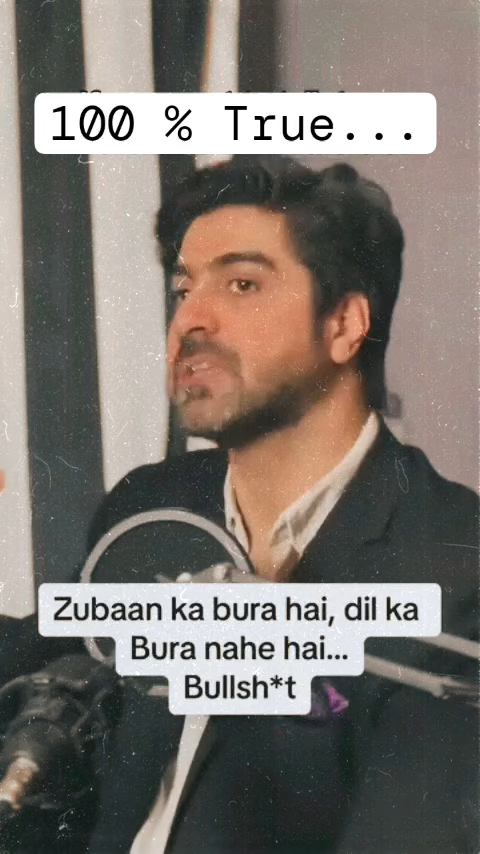 100 % True...
Zubaan ka bura hai, dil ka
Bura nahe hai...
Bullsh*t